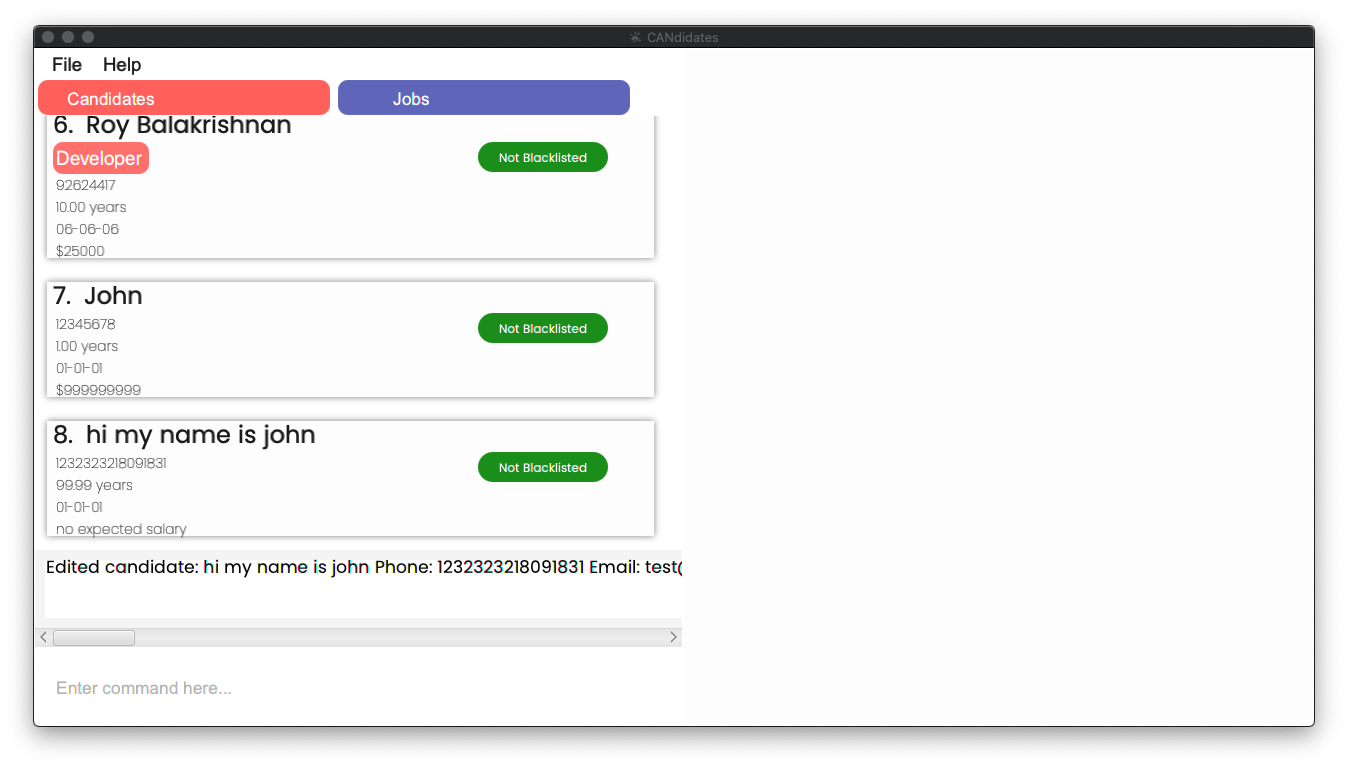 CANdidates
File Help
Candidates Jobs
6. Roy Balakrishnan
Developer
Not Blacklisted
92624417
10.00 years
06-06-06
$25000
7. John
12345678
Not Blacklisted
1.00 years
01-01-01
$999999999
8. hi my name is john
1232323218091831
Not Blacklisted
99.99 years
01-01-01
no expected salary
Edited candidate: hi my name is john Phone: 1232323218091831 Email: test(
Enter command here...